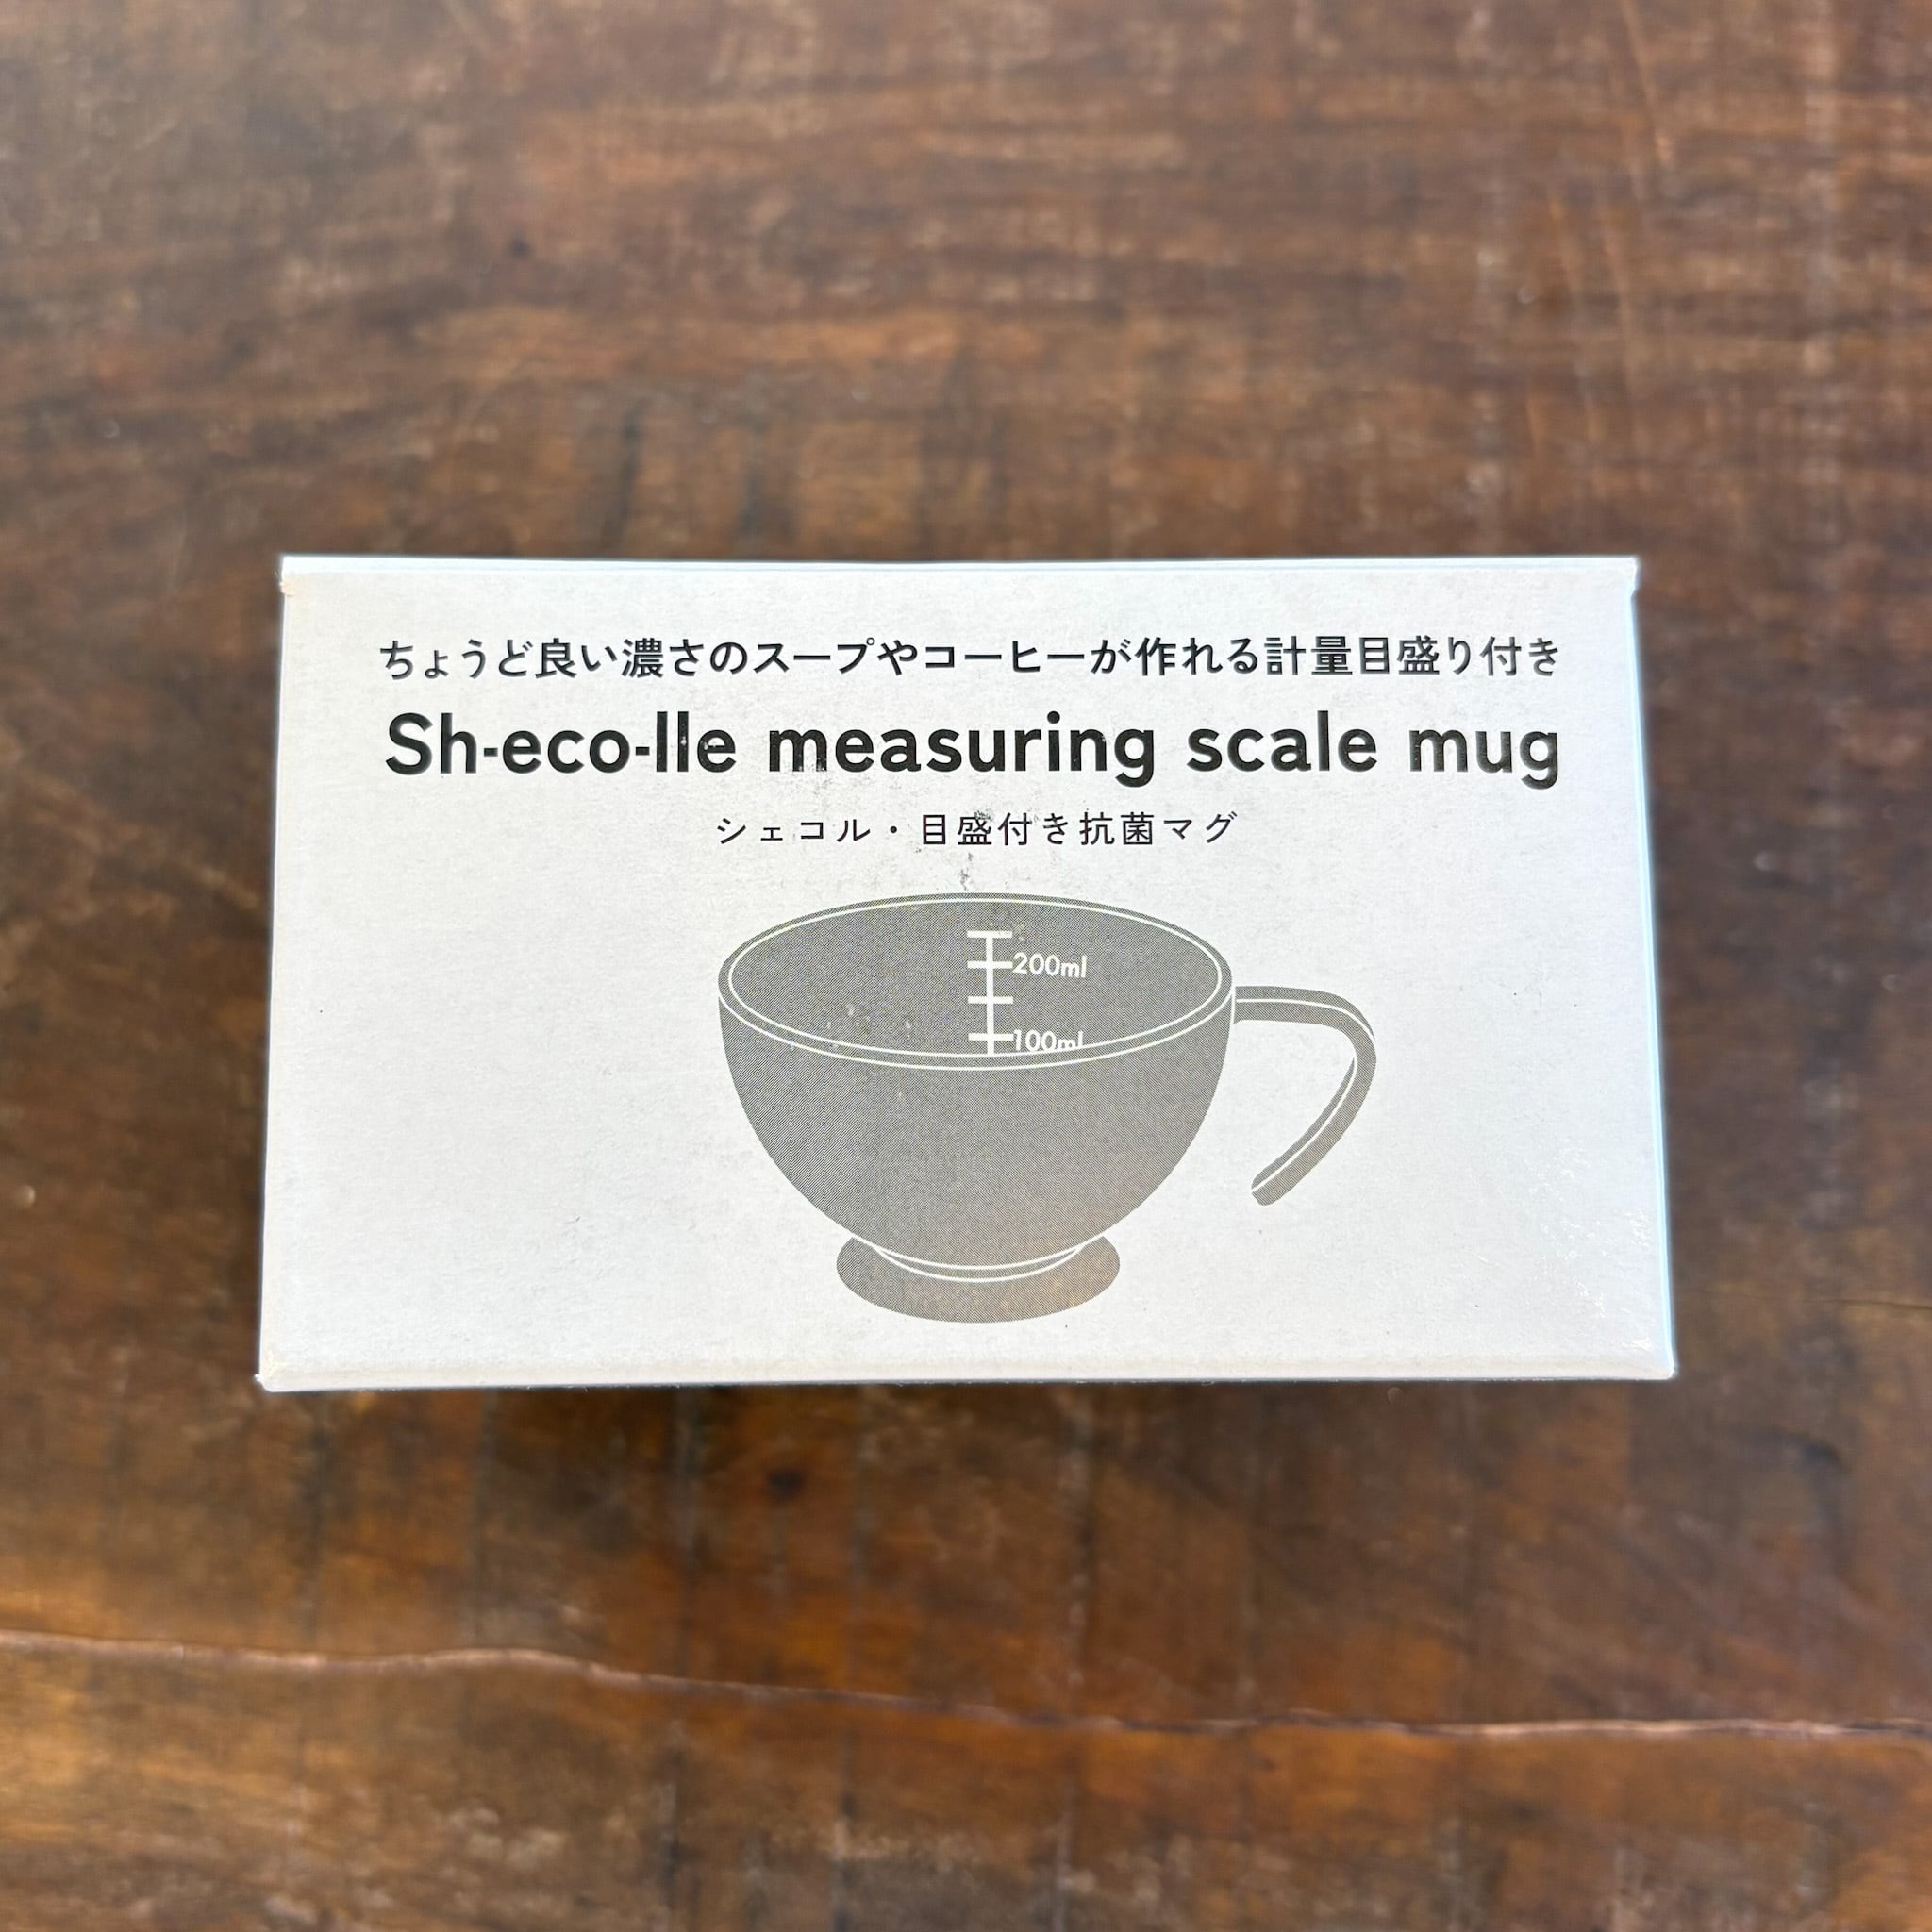 ちょうど良い濃さのスープやコーヒーが作れる計量目盛り付き
Sh-eco-lle measuring scale mug
シェコル・目盛付き抗菌マグ
200ml
100ml